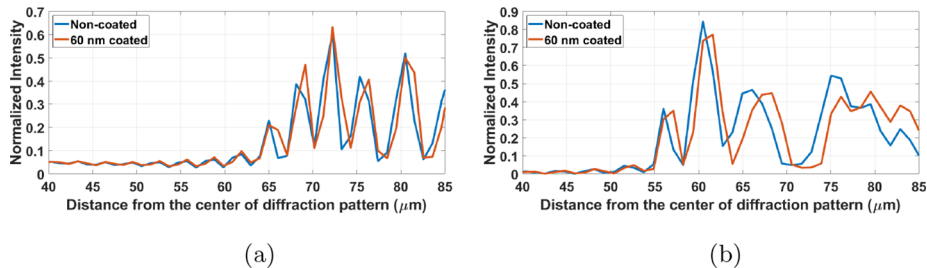 Non-coated
60 nm coated
Normalized Intensity
0.7
0.6
0.5
0.4
0.3
0.2
0.1
0
40 45 50 55 60 65 70 75 80 85
Distance from the center of diffraction pattern (μm)
(a)
Non-coated
60 nm coated
Normalized Intensity
0.9
0.8
0.7
0.6
0.5
0.4
0.3
0.2
0.1
0
40 45 50 55 60 65 70 75 80 85
Distance from the center of diffraction pattern (μm)
(b)